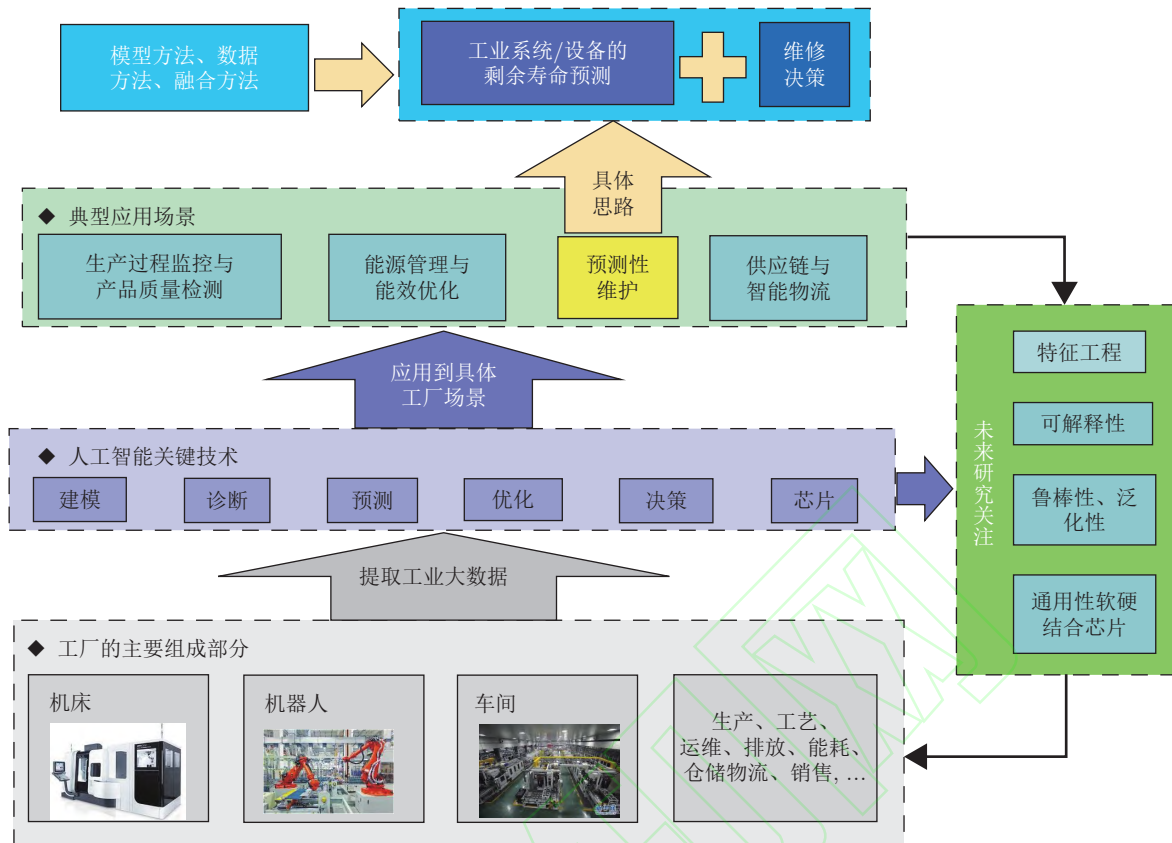 模型方法、数据
方法、融合方法
工业系统/设备的
剩余寿命预测
维修
决策
具体
思路
◆ 典型应用场景
生产过程监控与
产品质量检测
能源管理与
能效优化
预测性
维护
供应链与
智能物流
应用到具体
工厂场景
◆ 人工智能关键技术
建模
诊断
预测
优化
决策
芯片
未来研究关注
特征工程
可解释性
鲁棒性、泛
化性
通用性软硬
结合芯片
提取工业大数据
◆ 工厂的主要组成部分
机床
机器人
车间
生产、工艺、
运维、排放、能耗、
仓储物流、销售, …